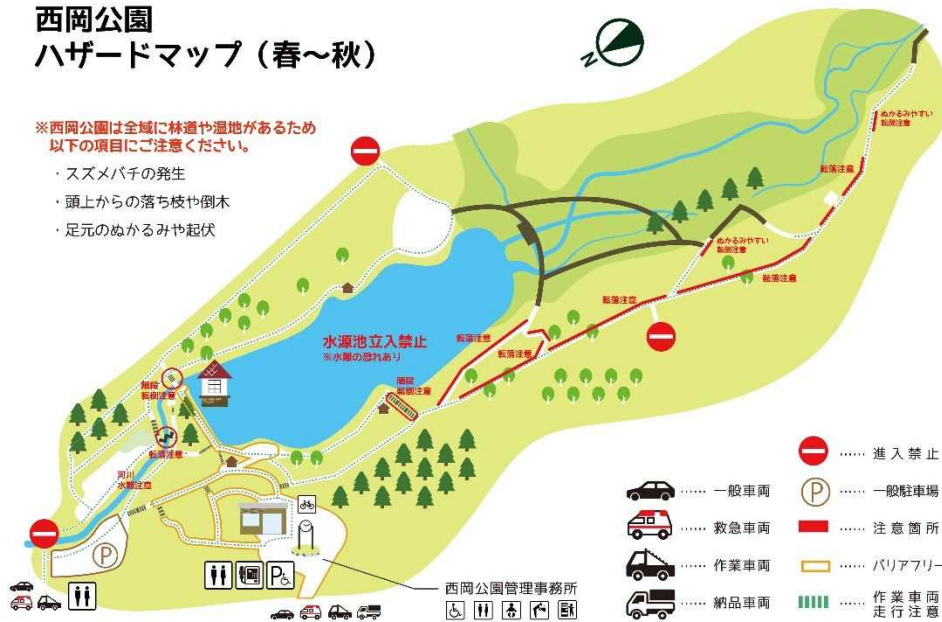 西岡公園
ハザードマップ（春〜秋）
※西岡公園は全域に林道や湿地があるため
以下の項目にご注意ください。
・スズメバチの発生
・頭上からの落ち枝や倒木
・足元のぬかるみや起伏
N
ぬかるみやすい
転倒注意
転落注意
ぬかるみやすい
転倒注意
転落注意
転落注意
水源池立入禁止
※水難の恐れあり
転落注意
転落注意
階段
転倒注意
階段
転倒注意
転落注意
河川
水難注意
P
P
西岡公園管理事務所
一般車両
救急車両
作業車両
納品車両
進入禁止
P
一般駐車場
注意箇所
バリアフリー
作業車両
走行注意